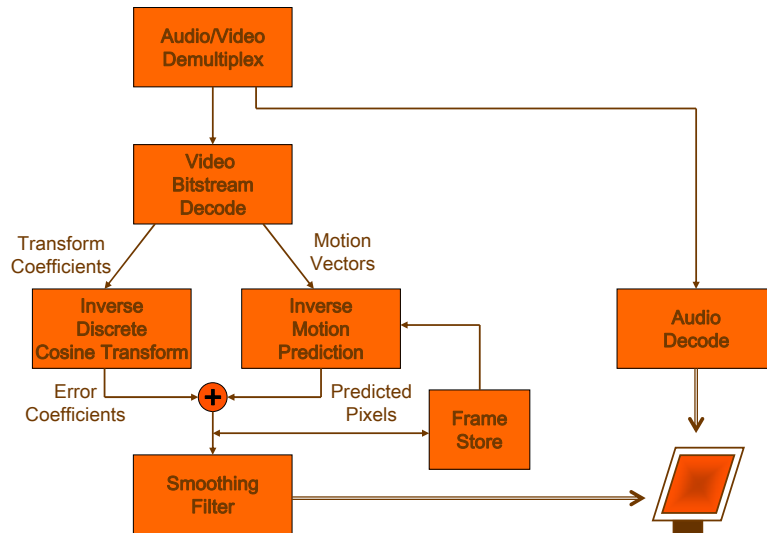 Audio/Video
Demultiplex
Video
Bitstream
Decode
Transform
Coefficients
Motion
Vectors
Inverse
Discrete
Cosine Transform
Inverse
Motion
Prediction
Audio
Decode
Error
Coefficients
+
Predicted
Pixels
Frame
Store
Smoothing
Filter